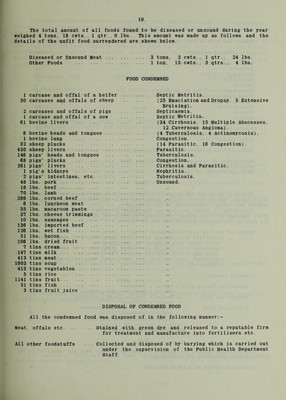 19
The total amount of all foods found to be diseased or unsound during the year
weighed 4 tons. 18 cwts.. 1 qtr.. 0 lbs. This amount was made up as follows and the
details of the unfit food surrendered are shown below.
Diseased or Unsound Meat ... 3 tons. 2 cwts.. 1 qtr.. 24 lbs.
Other Foods ... 1 ton. 15 cwts.. 3 qtrs.. 4 lbs.
FOOD CONDEMNED
1 carcase and offal of a heifer ... Septic Metritis.
30 carcases and offals of sheep ... (25 Emaciation and Dropsy. 5 Extensive
Bruising).
2 carcases and offals of pigs ... Septicaemia.
1 carcase and offal of a sow ... Septic Metritis.
61 bovine livers ... (34 Cirrhosis. 15 Multiple Abscesses.
12 Cavernous Angioma).
8 bovine heads and tongues ... (4 Tuberculosis. 4 Actinomycosis).
1 bovine lung ... Congestion.
32 sheep plucks ... (14 Parasitic. 18 Congestion).
430 sheep livers ... Parasitic.
148 pigs' heads and tongues ... Tuberculosis.
68 pigs' plucks ... Congestion.
261 pigs' livers ... Cirrhosis and Parasitic.
1 pig's kidneys ... Nephritis.
2 pigs' intestines, etc. ... Tuberculosis.
48 lbs. pork ... Unsound.
18 lbs. beef
70 lbs. lamb
289 lbs. corned beef
6 lbs. luncheon meat
35 lbs. macaroon paste
57 lbs. cheese trimmings
10 lbs. sausages
136 lbs. imported beef
128 lbs. wet fish
51 lbs. bacon
106 lbs. dried fruit
7 tins cream
147 tins milk
413 tins meat
1003 tins soup
413 tins vegetables
5 tins rice
1141 tins fruit
31 tins fish
3 tins fruit juice
DISPOSAL OF CONDEMNED FOOD
All the condemned food was disposed of in the following manner:-
Meat. offals etc. Stained with green dye and released to a reputable firm
for treatment and manufacture into fertilisers etc.
All other foodstuffs Collected and disposed of by burying which is carried out
under the supervision of the Public Health Department
Staff